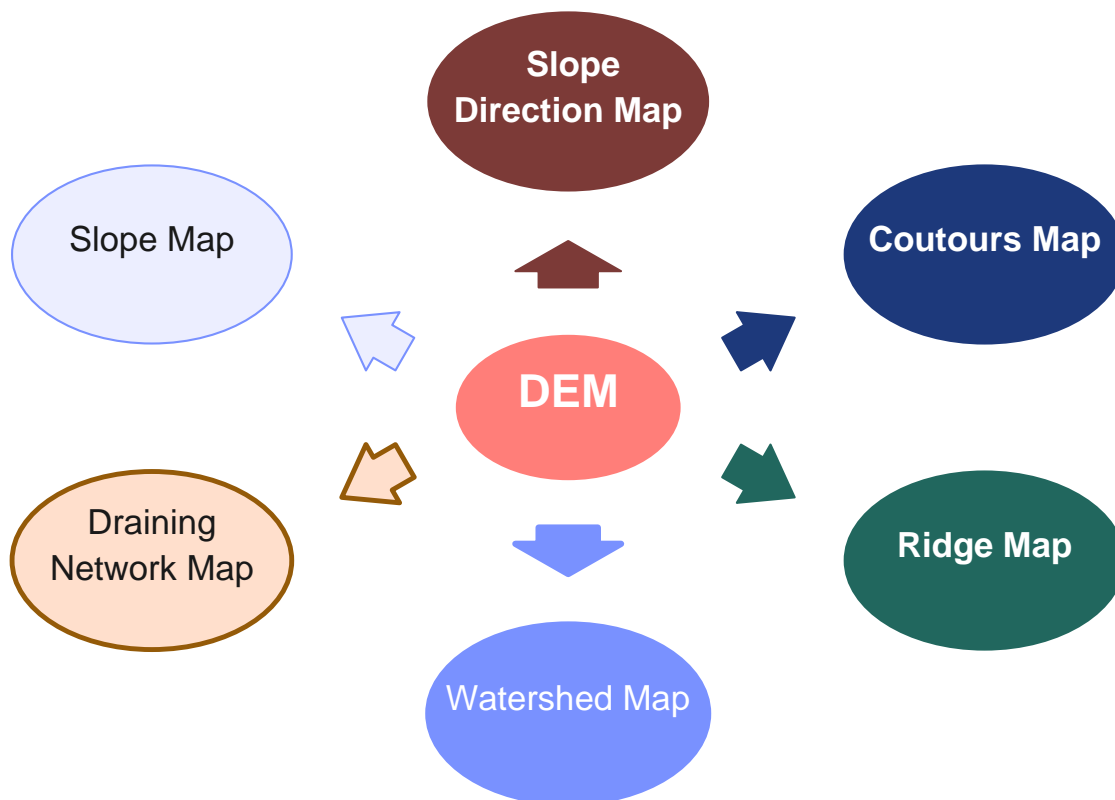 Slope
Direction Map
Slope Map
Coutours Map
DEM
Draining
Network Map
Ridge Map
Watershed Map